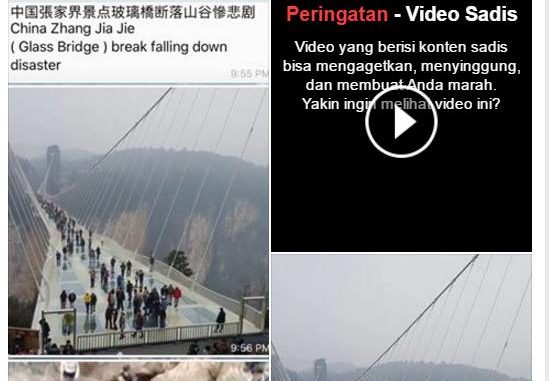 中国張家界景点玻璃橋断落山谷慘悲剧
China Zhang Jia Jie
( Glass Bridge ) break falling down
disaster
9:55 PM
9:56 PM
Peringatan - Video Sadis
Video yang berisi konten sadis
bisa mengagetkan, menyinggung,
dan membuat Anda marah.
Yakin ingin melihat video ini?